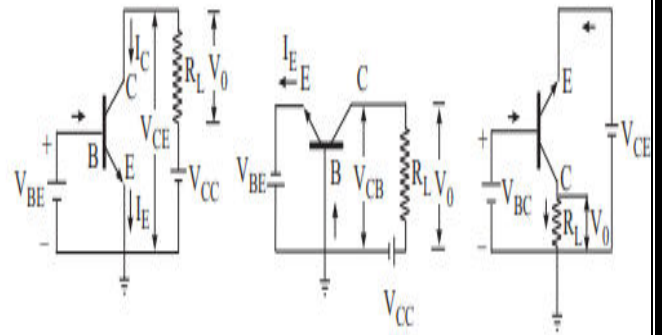 I_C
C
R_L
V_0
+
B
V_CE
E
V_BE
V_CC
I_E
−
I_E
E
C
V_BE
B
V_CB
R_L
V_0
V_CC
E
+
V_CE
V_BC
C
R_L
V_0
−